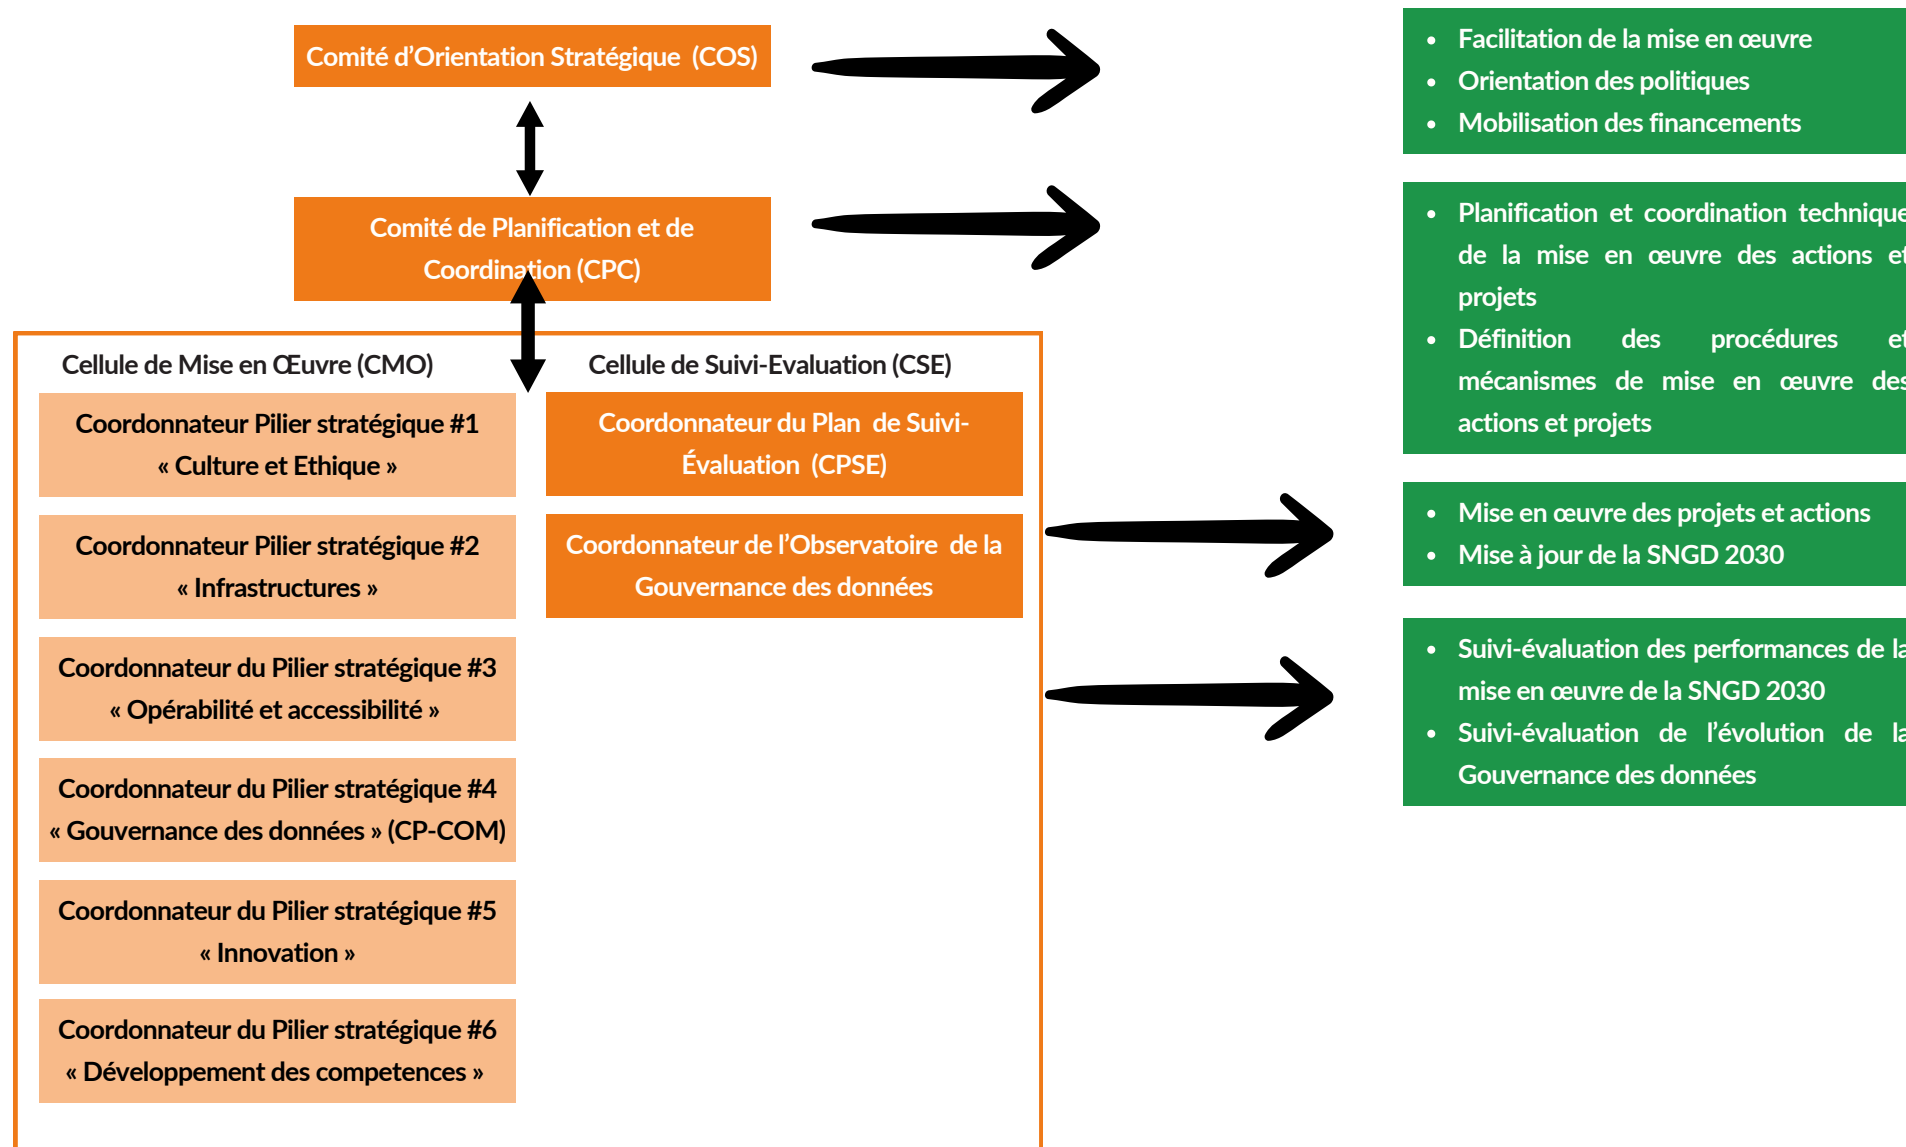 Comité d’Orientation Stratégique (COS)
Comité de Planification et de
Coordination (CPC)
Cellule de Mise en Œuvre (CMO)
Coordonnateur Pilier stratégique #1
« Culture et Ethique »
Coordonnateur Pilier stratégique #2
« Infrastructures »
Coordonnateur du Pilier stratégique #3
« Opérabilité et accessibilité »
Coordonnateur du Pilier stratégique #4
« Gouvernance des données » (CP-COM)
Coordonnateur du Pilier stratégique #5
« Innovation »
Coordonnateur du Pilier stratégique #6
« Développement des competences »
Cellule de Suivi-Evaluation (CSE)
Coordonnateur du Plan de Suivi-
Évaluation (CPSE)
Coordonnateur de l’Observatoire de la
Gouvernance des données
• Facilitation de la mise en œuvre
• Orientation des politiques
• Mobilisation des financements
• Planification et coordination technique
de la mise en œuvre des actions et
projets
• Définition des procédures et
mécanismes de mise en œuvre des
actions et projets
• Mise en œuvre des projets et actions
• Mise à jour de la SNGD 2030
• Suivi-évaluation des performances de la
mise en œuvre de la SNGD 2030
• Suivi-évaluation de l’évolution de la
Gouvernance des données